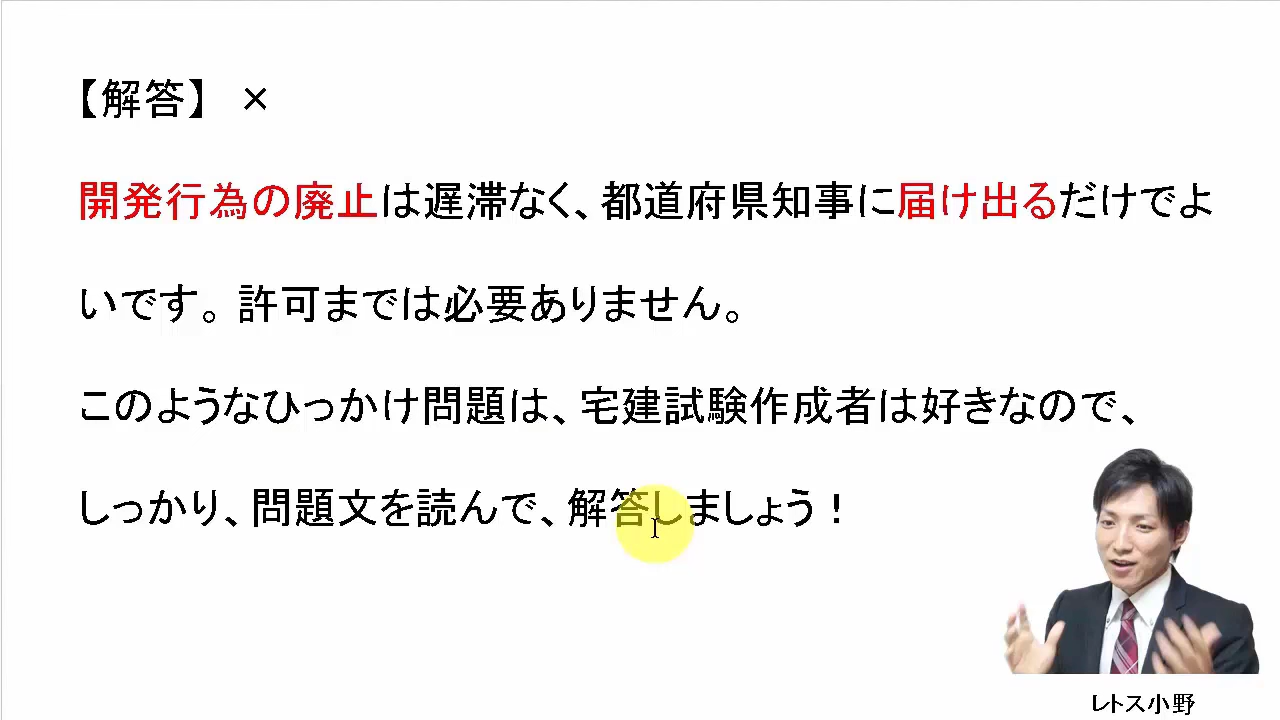 【解答】 ×
開発行為の廃止は遅滞なく、都道府県知事に届け出るだけでよ
いです。許可までは必要ありません。
このようなひっかけ問題は、宅建試験作成者は好きなので、
しっかり、問題文を読んで、解答しましょう！
レトス小野